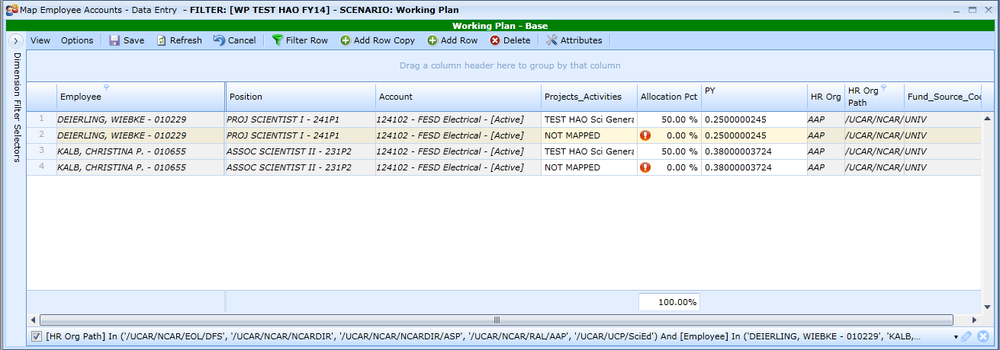 Map Employee Accounts - Data Entry - FILTER: [WP TEST HAO FY14] - SCENARIO: Working Plan
Working Plan - Base
View Options Save Refresh Cancel Filter Row Add Row Copy Add Row Delete Attributes
Dimension Filter Selectors
Drag a column header here to group by that column
Employee Position Account Projects_Activities Allocation Pct PY HR Org HR Org Path Fund_Source_Co
1 DEIERLING, WIEBKE - 010229 PROJ SCIENTIST I - 241P1 124102 - FESD Electrical - [Active] TEST HAO Sci Genera 50.00 % 0.2500000245 AAP /UCAR/NCAR/ UNIV
2 DEIERLING, WIEBKE - 010229 PROJ SCIENTIST I - 241P1 124102 - FESD Electrical - [Active] NOT MAPPED 0.00 % 0.2500000245 AAP /UCAR/NCAR/ UNIV
3 KALB, CHRISTINA P. - 010655 ASSOC SCIENTIST II - 231P2 124102 - FESD Electrical - [Active] TEST HAO Sci Genera 50.00 % 0.38000003724 AAP /UCAR/NCAR/ UNIV
4 KALB, CHRISTINA P. - 010655 ASSOC SCIENTIST II - 231P2 124102 - FESD Electrical - [Active] NOT MAPPED 0.00 % 0.38000003724 AAP /UCAR/NCAR/ UNIV
100.00%
[HR Org Path] In ('/UCAR/NCAR/EOL/DFS', '/UCAR/NCAR/NCARDIR', '/UCAR/NCAR/NCARDIR/ASP', '/UCAR/NCAR/RAL/AAP', '/UCAR/UCP/SciEd') And [Employee] In ('DEIERLING, WIEBKE - 010229', 'KALB,...